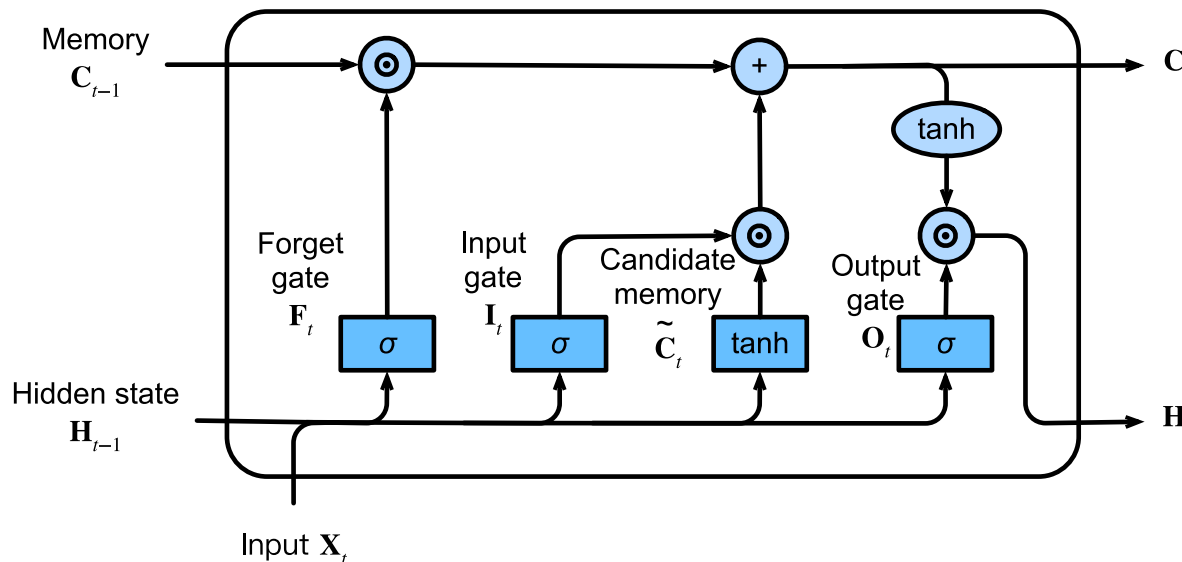 Memory
C_{t−1}
⊙
+
C
tanh
Forget
gate
F_t
Input
gate
I_t
⊙
Candidate
memory
C̃_t
Output
gate
O_t
⊙
σ
σ
tanh
σ
Hidden state
H_{t−1}
H
Input X_t